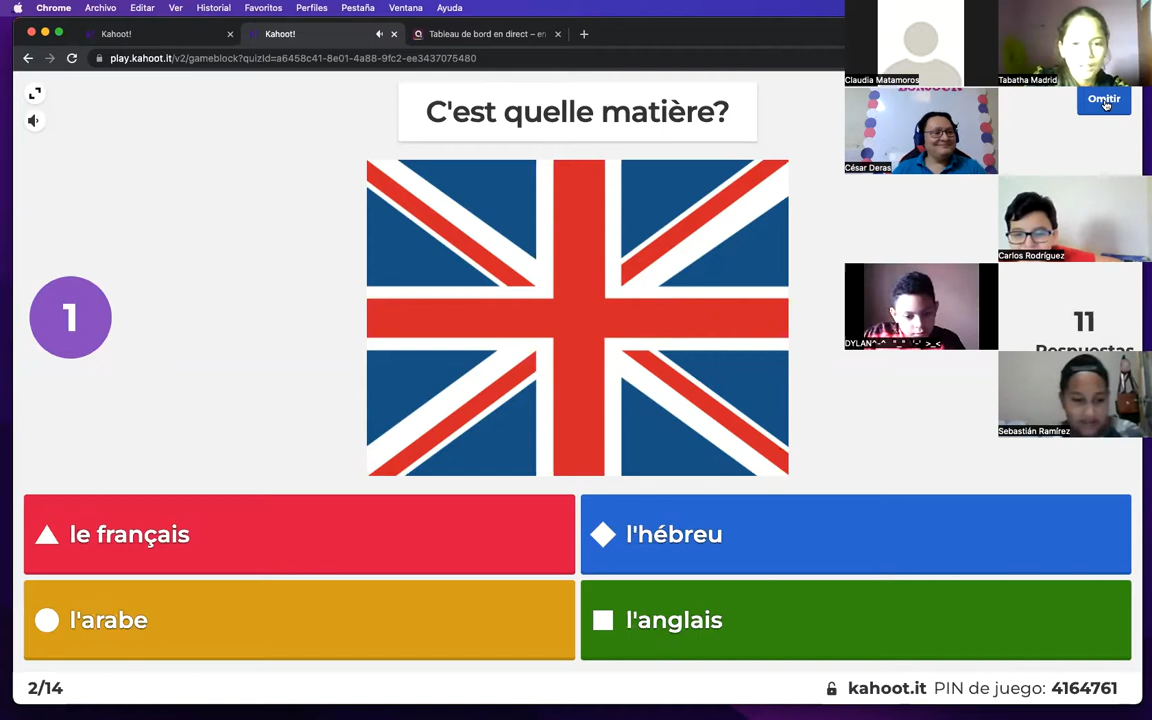 Chrome Archivo Editar Ver Historial Favoritos Perfiles Pestaña Ventana Ayuda
Kahoot!
Kahoot!
Tableau de bord en direct – en
play.kahoot.it/v2/gameblock?quizId=a6458c41-8e01-4a88-9fc2-ee3437075480
Claudia Matamoros
Tabatha Madrid
C'est quelle matière?
Omitir
César Deras
Carlos Rodríguez
1
11
Respuestas
Sebastián Ramírez
le français
l'hébreu
l'arabe
l'anglais
2/14
kahoot.it PIN de juego: 4164761